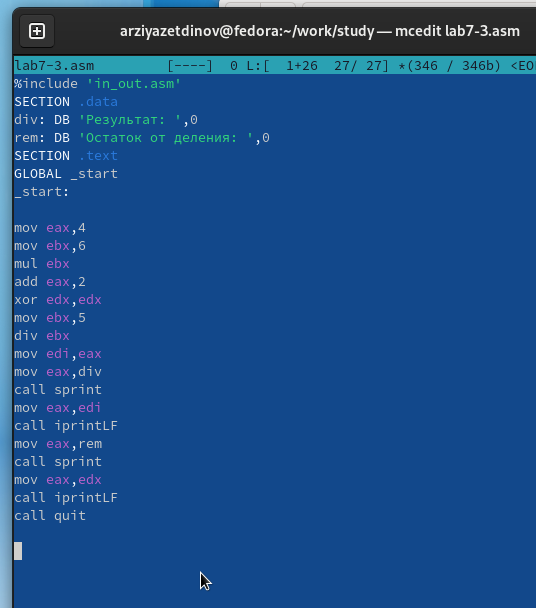 arziyazetdinov@fedora:~/work/study — mcedit lab7-3.asm
lab7-3.asm [----] 0 L:[ 1+26 27/ 27] *(346 / 346b) <EO
%include 'in_out.asm'
SECTION .data
div: DB 'Результат: ',0
rem: DB 'Остаток от деления: ',0
SECTION .text
GLOBAL _start
_start:
mov eax,4
mov ebx,6
mul ebx
add eax,2
xor edx,edx
mov ebx,5
div ebx
mov edi,eax
mov eax,div
call sprint
mov eax,edi
call iprintLF
mov eax,rem
call sprint
mov eax,edx
call iprintLF
call quit